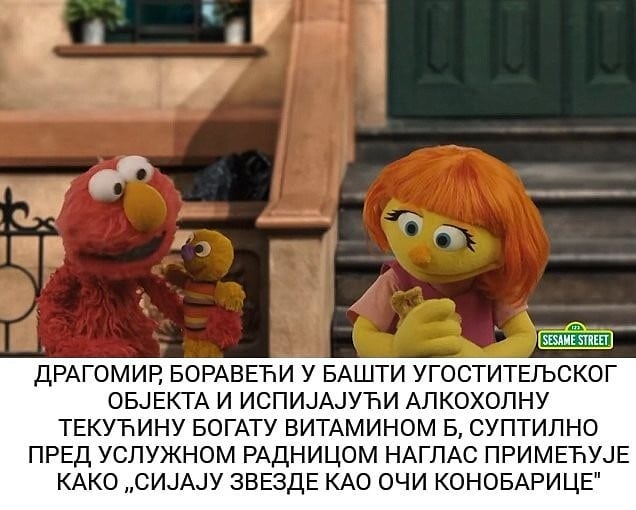 123
SESAME STREET
ДРАГОМИР, БОРАВЕЋИ У БАШТИ УГОСТИТЕЉСКОГ
ОБЈЕКТА И ИСПИЈАЈУЋИ АЛКОХОЛНУ
ТЕКУЋИНУ БОГАТУ ВИТАМИНОМ Б, СУПТИЛНО
ПРЕД УСЛУЖНОМ РАДНИЦОМ НАГЛАС ПРИМЕЋУЈЕ
КАКО „СИЈАЈУ ЗВЕЗДЕ КАО ОЧИ КОНОБАРИЦЕ"